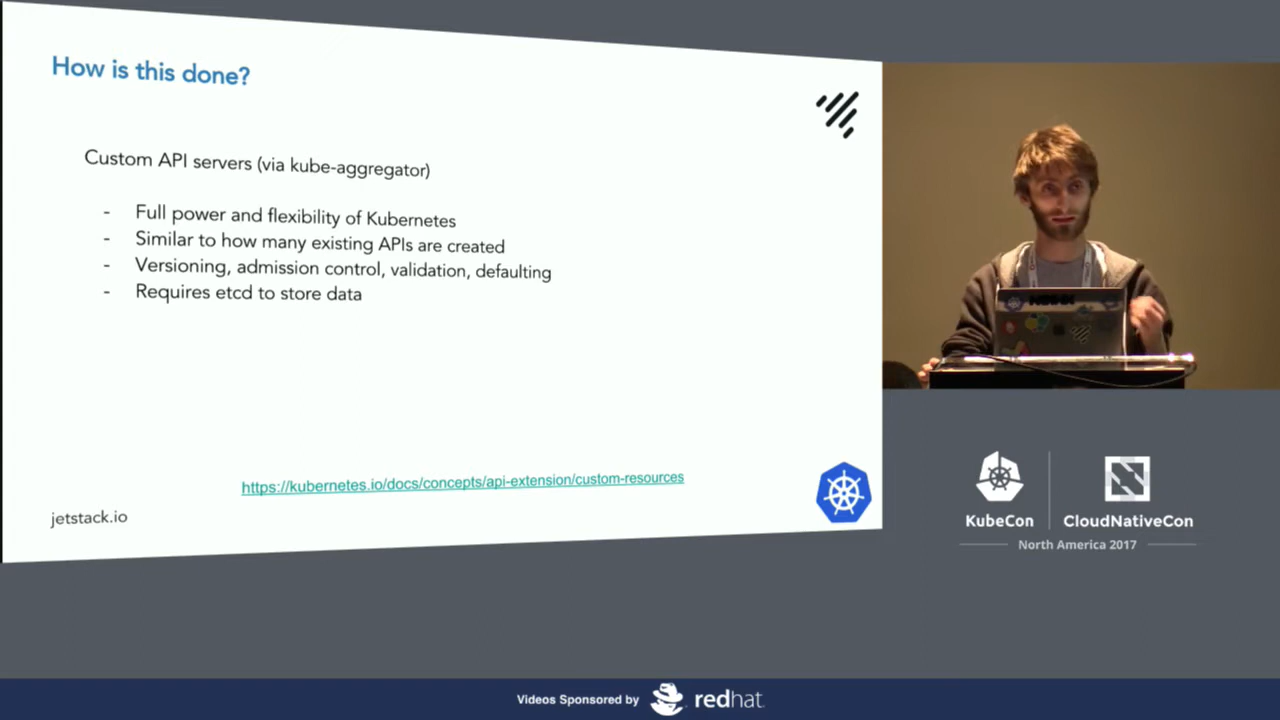 How is this done?
Custom API servers (via kube-aggregator)
- Full power and flexibility of Kubernetes
- Similar to how many existing APIs are created
- Versioning, admission control, validation, defaulting
- Requires etcd to store data
https://kubernetes.io/docs/concepts/api-extension/custom-resources
jetstack.io
KubeCon
CloudNativeCon
North America 2017
Videos Sponsored by
redhat.